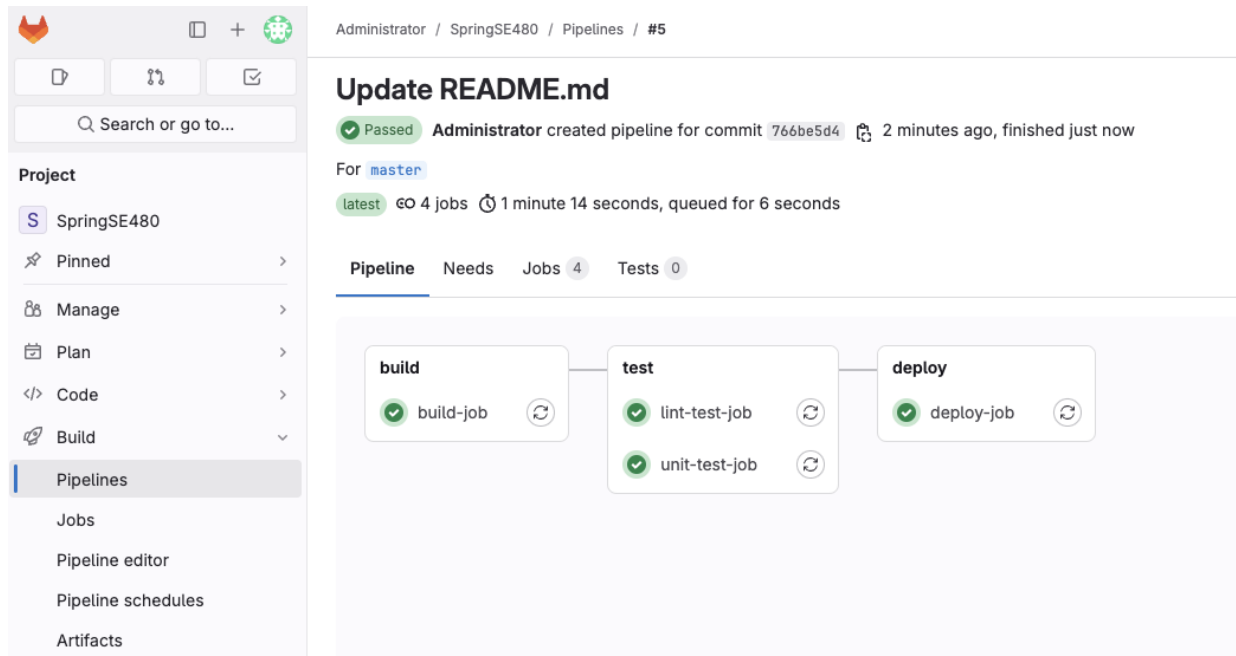 Administrator / SpringSE480 / Pipelines / #5
Search or go to...
Project
S SpringSE480
Pinned
Manage
Plan
Code
Build
Pipelines
Jobs
Pipeline editor
Pipeline schedules
Artifacts
Update README.md
Passed Administrator created pipeline for commit 766be5d4 2 minutes ago, finished just now
For master
latest 4 jobs 1 minute 14 seconds, queued for 6 seconds
Pipeline Needs Jobs 4 Tests 0
build
build-job
test
lint-test-job
unit-test-job
deploy
deploy-job